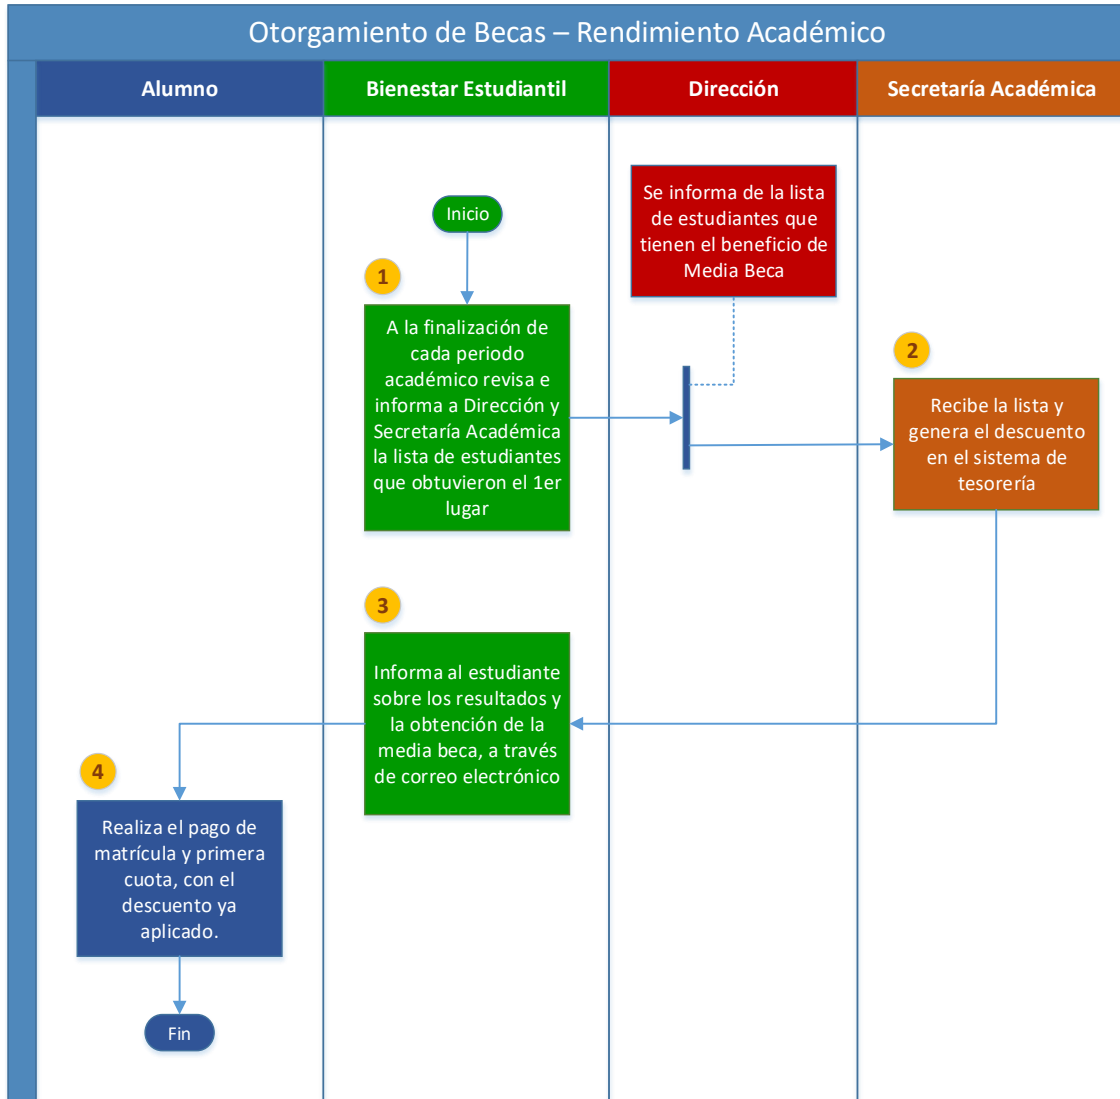 Otorgamiento de Becas – Rendimiento Académico
Alumno
Bienestar Estudiantil
Dirección
Secretaría Académica
Inicio
Se informa de la lista
de estudiantes que
tienen el beneficio de
Media Beca
1
A la finalización de
cada periodo
académico revisa e
informa a Dirección y
Secretaría Académica
la lista de estudiantes
que obtuvieron el 1er
lugar
2
Recibe la lista y
genera el descuento
en el sistema de
tesorería
3
Informa al estudiante
sobre los resultados y
la obtención de la
media beca, a través
de correo electrónico
4
Realiza el pago de
matrícula y primera
cuota, con el
descuento ya
aplicado.
Fin